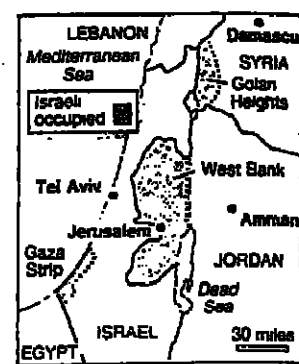 LEBANON
Damascus
Mediterranean
Sea
SYRIA
Golan
Heights
Israeli
occupied
West Bank
Tel Aviv
Jerusalem
Amman
Gaza
Strip
JORDAN
Dead
Sea
ISRAEL
30 miles
EGYPT